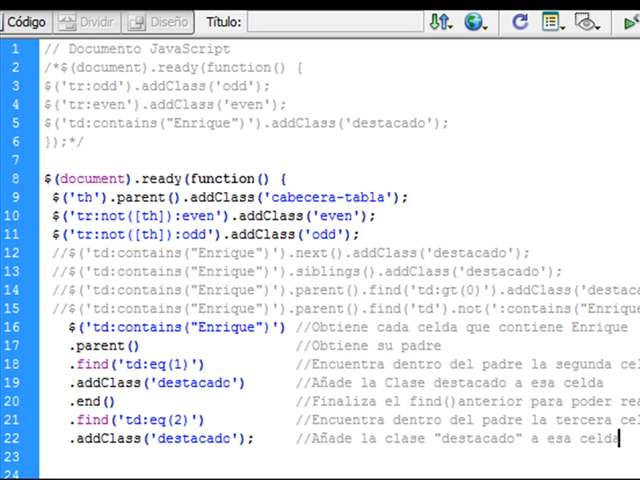 Código Dividir Diseño Título:
1 // Documento JavaScript
2 /*$(document).ready(function() {
3 $('tr:odd').addClass('odd');
4 $('tr:even').addClass('even');
5 $('td:contains("Enrique")').addClass('destacado');
6 });*/
7
8 $(document).ready(function() {
9 $('th').parent().addClass('cabecera-tabla');
10 $('tr:not([th]):even').addClass('even');
11 $('tr:not([th]):odd').addClass('odd');
12 //$('td:contains("Enrique")').next().addClass('destacado');
13 //$('td:contains("Enrique")').siblings().addClass('destacado');
14 //$('td:contains("Enrique")').parent().find('td:gt(0)').addClass('destaca
15 //$('td:contains("Enrique")').parent().find('td').not(':contains("Enrique
16 $('td:contains("Enrique")') //Obtiene cada celda que contiene Enrique
17 .parent() //Obtiene su padre
18 .find('td:eq(1)') //Encuentra dentro del padre la segunda cel
19 .addClass('destacado') //Añade la Clase destacado a esa celda
20 .end() //Finaliza el find()anterior para poder rea
21 .find('td:eq(2)') //Encuentra dentro del padre la tercera cel
22 .addClass('destacado'); //Añade la clase "destacado" a esa celda
23
24